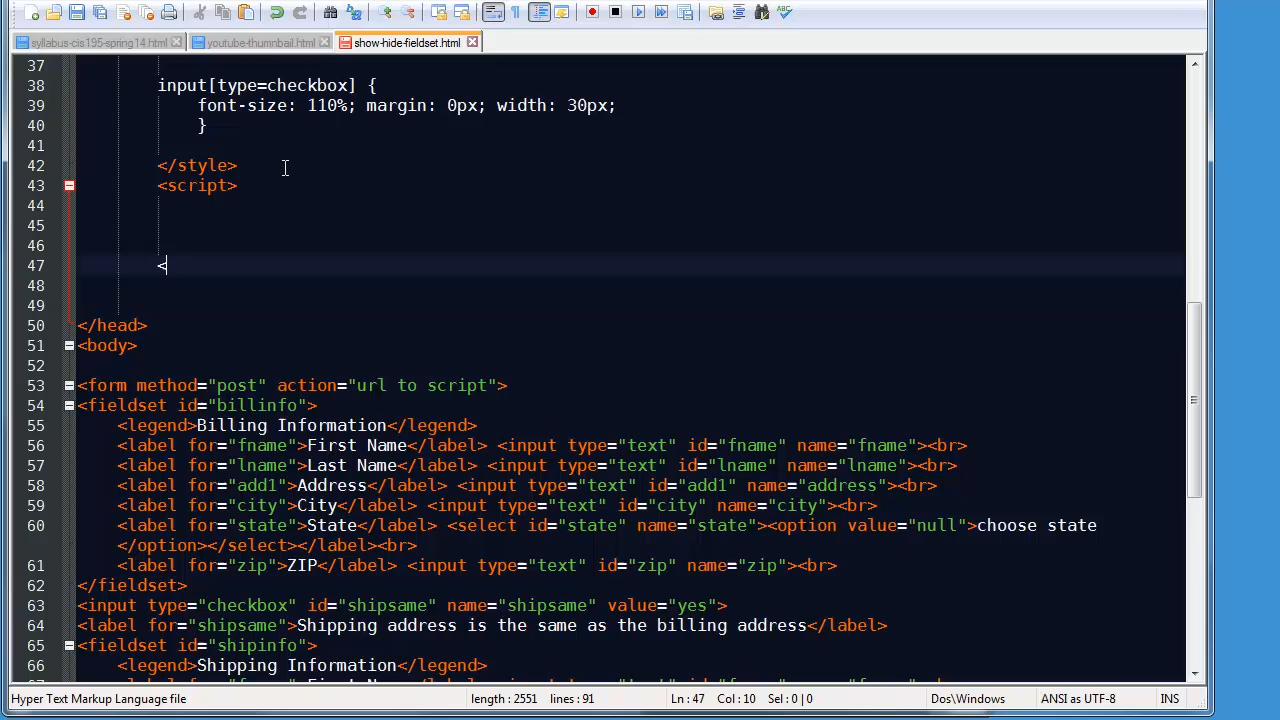 syllabus-cis195-spring14.html youtube-thumnbail.html show-hide-fieldset.html
37
38 input[type=checkbox] {
39 font-size: 110%; margin: 0px; width: 30px;
40 }
41
42 </style>
43 <script>
44
45
46
47 <
48
49
50 </head>
51 <body>
52
53 <form method="post" action="url to script">
54 <fieldset id="billinfo">
55 <legend>Billing Information</legend>
56 <label for="fname">First Name</label> <input type="text" id="fname" name="fname"><br>
57 <label for="lname">Last Name</label> <input type="text" id="lname" name="lname"><br>
58 <label for="add1">Address</label> <input type="text" id="add1" name="address"><br>
59 <label for="city">City</label> <input type="text" id="city" name="city"><br>
60 <label for="state">State</label> <select id="state" name="state"><option value="null">choose state
</option></select></label><br>
61 <label for="zip">ZIP</label> <input type="text" id="zip" name="zip"><br>
62 </fieldset>
63 <input type="checkbox" id="shipsame" name="shipsame" value="yes">
64 <label for="shipsame">Shipping address is the same as the billing address</label>
65 <fieldset id="shipinfo">
66 <legend>Shipping Information</legend>
Hyper Text Markup Language file length : 2551 lines : 91 Ln : 47 Col : 10 Sel : 0 | 0 Dos\Windows ANSI as UTF-8 INS